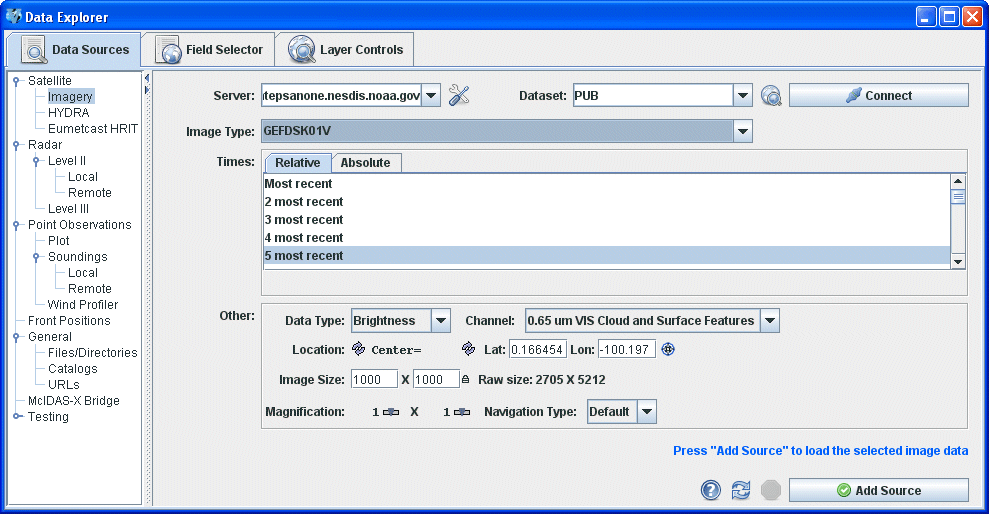 Data Explorer
Data Sources
Field Selector
Layer Controls
Satellite
Imagery
HYDRA
Eumetcast HRIT
Radar
Level II
Local
Remote
Level III
Point Observations
Plot
Soundings
Local
Remote
Wind Profiler
Front Positions
General
Files/Directories
Catalogs
URLs
McIDAS-X Bridge
Testing
Server: itepsanone.nesdis.noaa.gov Dataset: PUB Connect
Image Type: GEFDSK01V
Times: Relative Absolute
Most recent
2 most recent
3 most recent
4 most recent
5 most recent
Other: Data Type: Brightness Channel: 0.65 um VIS Cloud and Surface Features
Location: Center= Lat: 0.166454 Lon: -100.197
Image Size: 1000 X 1000 Raw size: 2705 X 5212
Magnification: 1 X 1 Navigation Type: Default
Press "Add Source" to load the selected image data
? Add Source